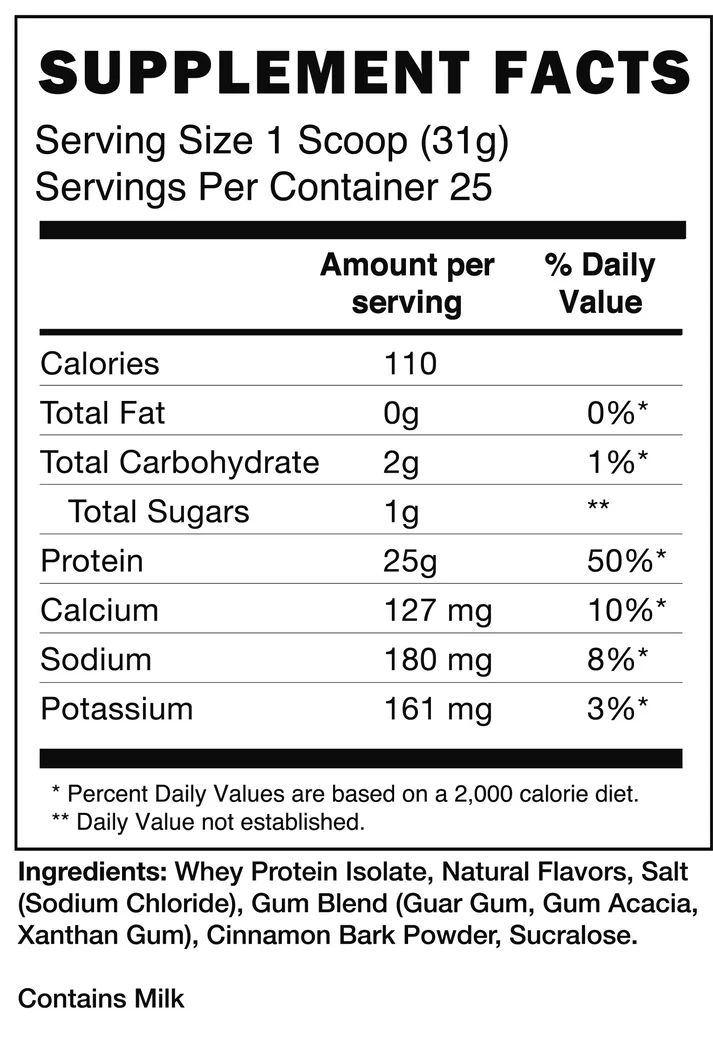 SUPPLEMENT FACTS
Serving Size 1 Scoop (31g)
Servings Per Container 25
Amount per serving % Daily Value
Calories 110
Total Fat 0g 0%*
Total Carbohydrate 2g 1%*
Total Sugars 1g **
Protein 25g 50%*
Calcium 127 mg 10%*
Sodium 180 mg 8%*
Potassium 161 mg 3%*
* Percent Daily Values are based on a 2,000 calorie diet.
** Daily Value not established.
Ingredients: Whey Protein Isolate, Natural Flavors, Salt
(Sodium Chloride), Gum Blend (Guar Gum, Gum Acacia,
Xanthan Gum), Cinnamon Bark Powder, Sucralose.
Contains Milk